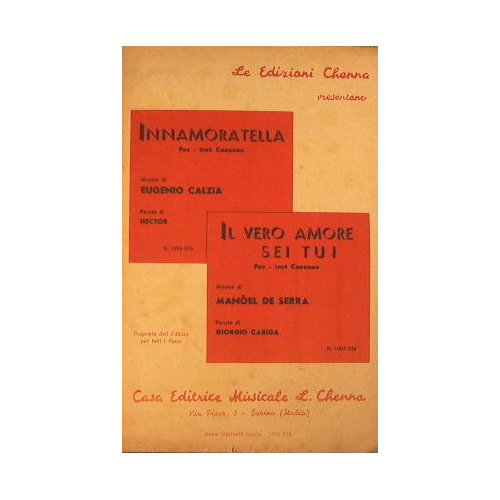 Le Edizioni Chenna
presentano
INNAMORATELLA
Fox - trot Canzone
Musica di
EUGENIO CALZIA
Parole di
HECTOR
IL VERO AMORE
SEI TU!
Fox - trot Canzone
Musica di
MANÒEL DE SERRA
Parole di
GIORGIO CABIGA
Proprietà dell'Editore
per tutti i Paesi
Casa Editrice Musicale L. Chenna
Via Piave, 3 - Torino (Italia)